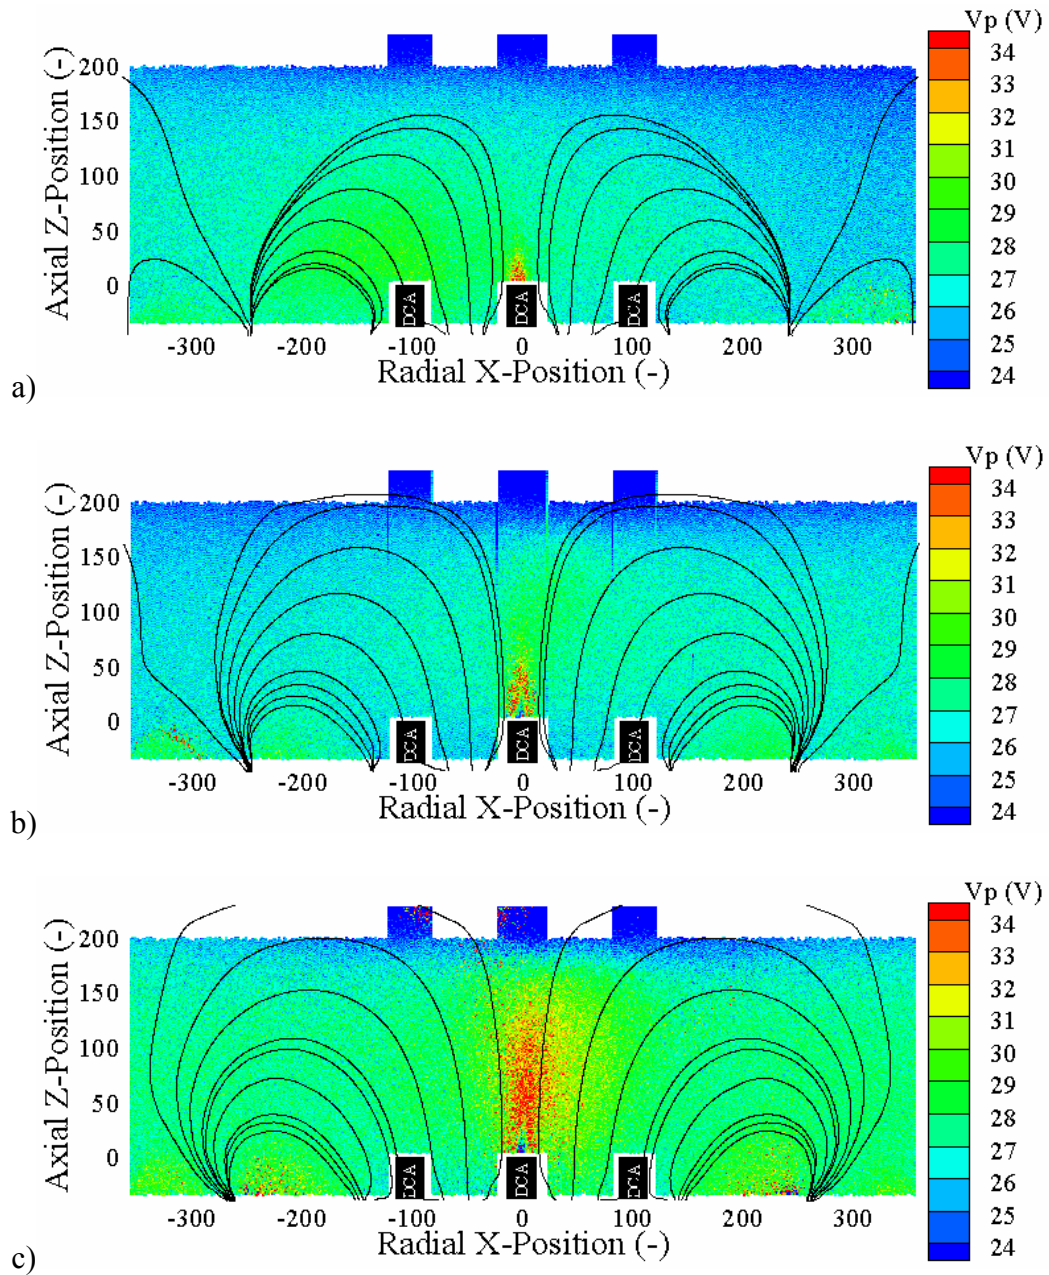 Vp (V)
200
150
100
50
0
Axial Z-Position (-)
34
33
32
31
30
29
28
27
26
25
24
DCA
DCA
DCA
-300 -200 -100 0 100 200 300
Radial X-Position (-)
a)
Vp (V)
200
150
100
50
0
Axial Z-Position (-)
34
33
32
31
30
29
28
27
26
25
24
DCA
DCA
DCA
-300 -200 -100 0 100 200 300
Radial X-Position (-)
b)
Vp (V)
200
150
100
50
0
Axial Z-Position (-)
34
33
32
31
30
29
28
27
26
25
24
DCA
DCA
DCA
-300 -200 -100 0 100 200 300
Radial X-Position (-)
c)